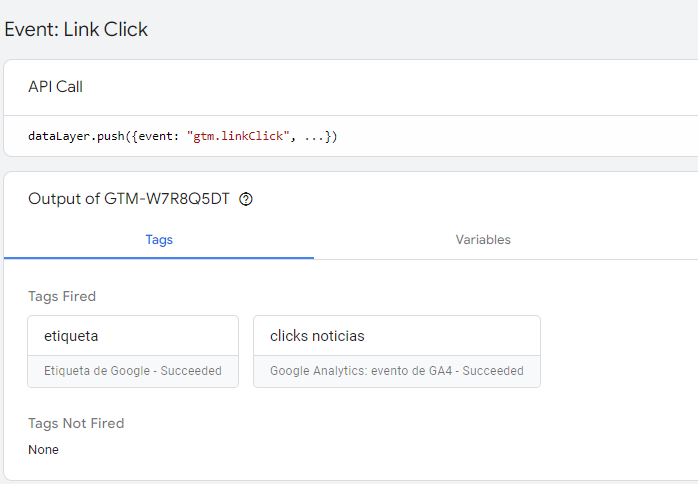 Event: Link Click
API Call
dataLayer.push({event: "gtm.linkClick", ...})
Output of GTM-W7R8Q5DT
Tags Variables
Tags Fired
etiqueta clicks noticias
Etiqueta de Google - Succeeded Google Analytics: evento de GA4 - Succeeded
Tags Not Fired
None